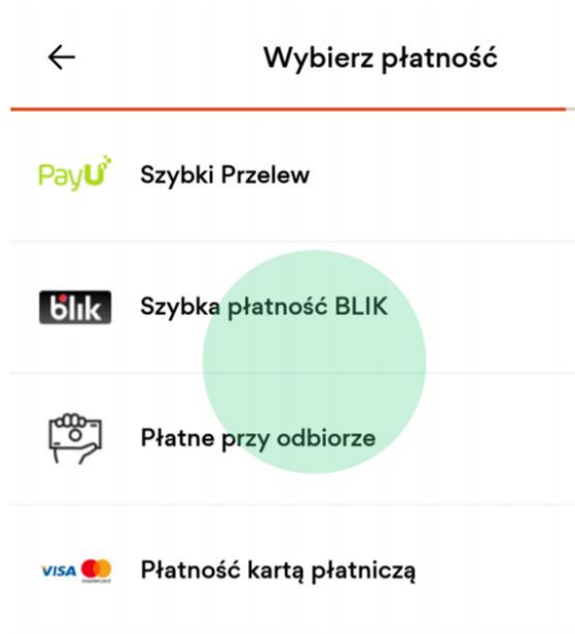 Wybierz płatność
PayU Szybki Przelew
blik Szybka płatność BLIK
Płatne przy odbiorze
VISA Płatność kartą płatniczą